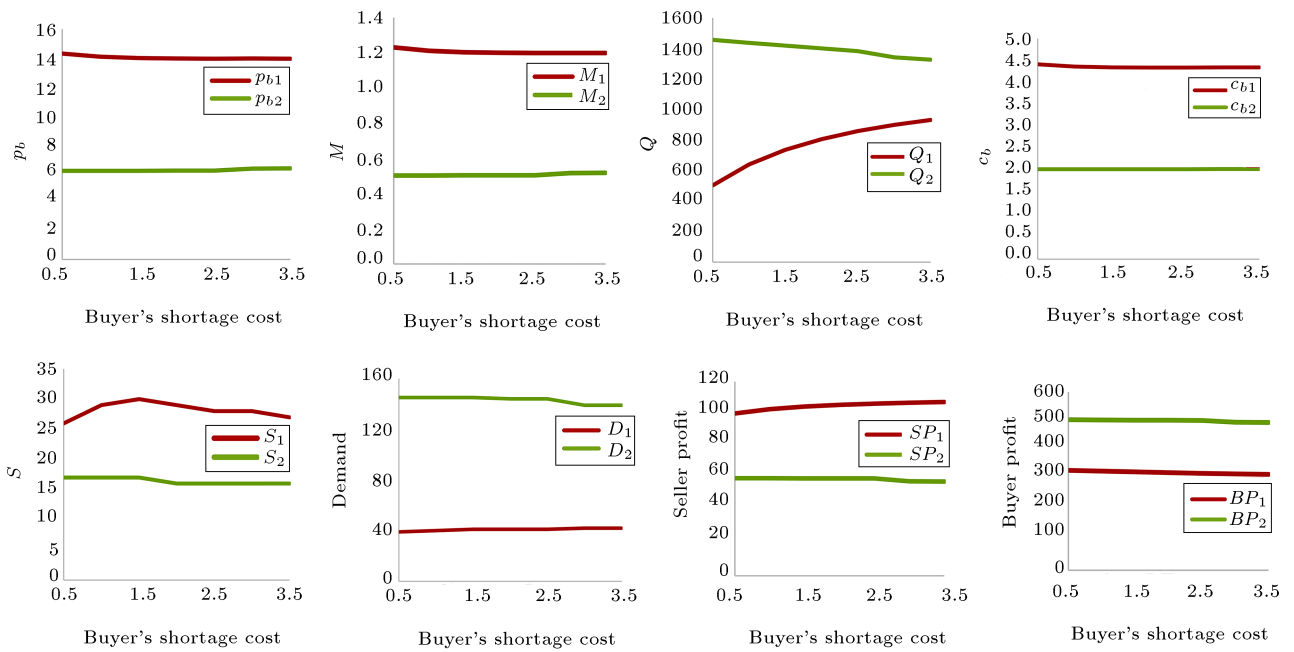 16
14
12
10
8
6
4
2
0
p_b
p_{b1}
p_{b2}
0.5 1.5 2.5 3.5
Buyer's shortage cost
1.4
1.2
1.0
0.8
0.6
0.4
0.2
0.0
M
M_1
M_2
0.5 1.5 2.5 3.5
Buyer's shortage cost
1600
1400
1200
1000
800
600
400
200
0
Q
Q_1
Q_2
0.5 1.5 2.5 3.5
Buyer's shortage cost
5.0
4.5
4.0
3.5
3.0
2.5
2.0
1.5
1.0
0.5
0.0
c_b
c_{b1}
c_{b2}
0.5 1.5 2.5 3.5
Buyer's shortage cost
35
30
25
20
15
10
5
0
S
S_1
S_2
0.5 1.5 2.5 3.5
Buyer's shortage cost
160
120
80
40
0
Demand
D_1
D_2
0.5 1.5 2.5 3.5
Buyer's shortage cost
120
100
80
60
40
20
0
Seller profit
SP_1
SP_2
0.5 1.5 2.5 3.5
Buyer's shortage cost
600
500
400
300
200
100
0
Buyer profit
BP_1
BP_2
0.5 1.5 2.5 3.5
Buyer's shortage cost